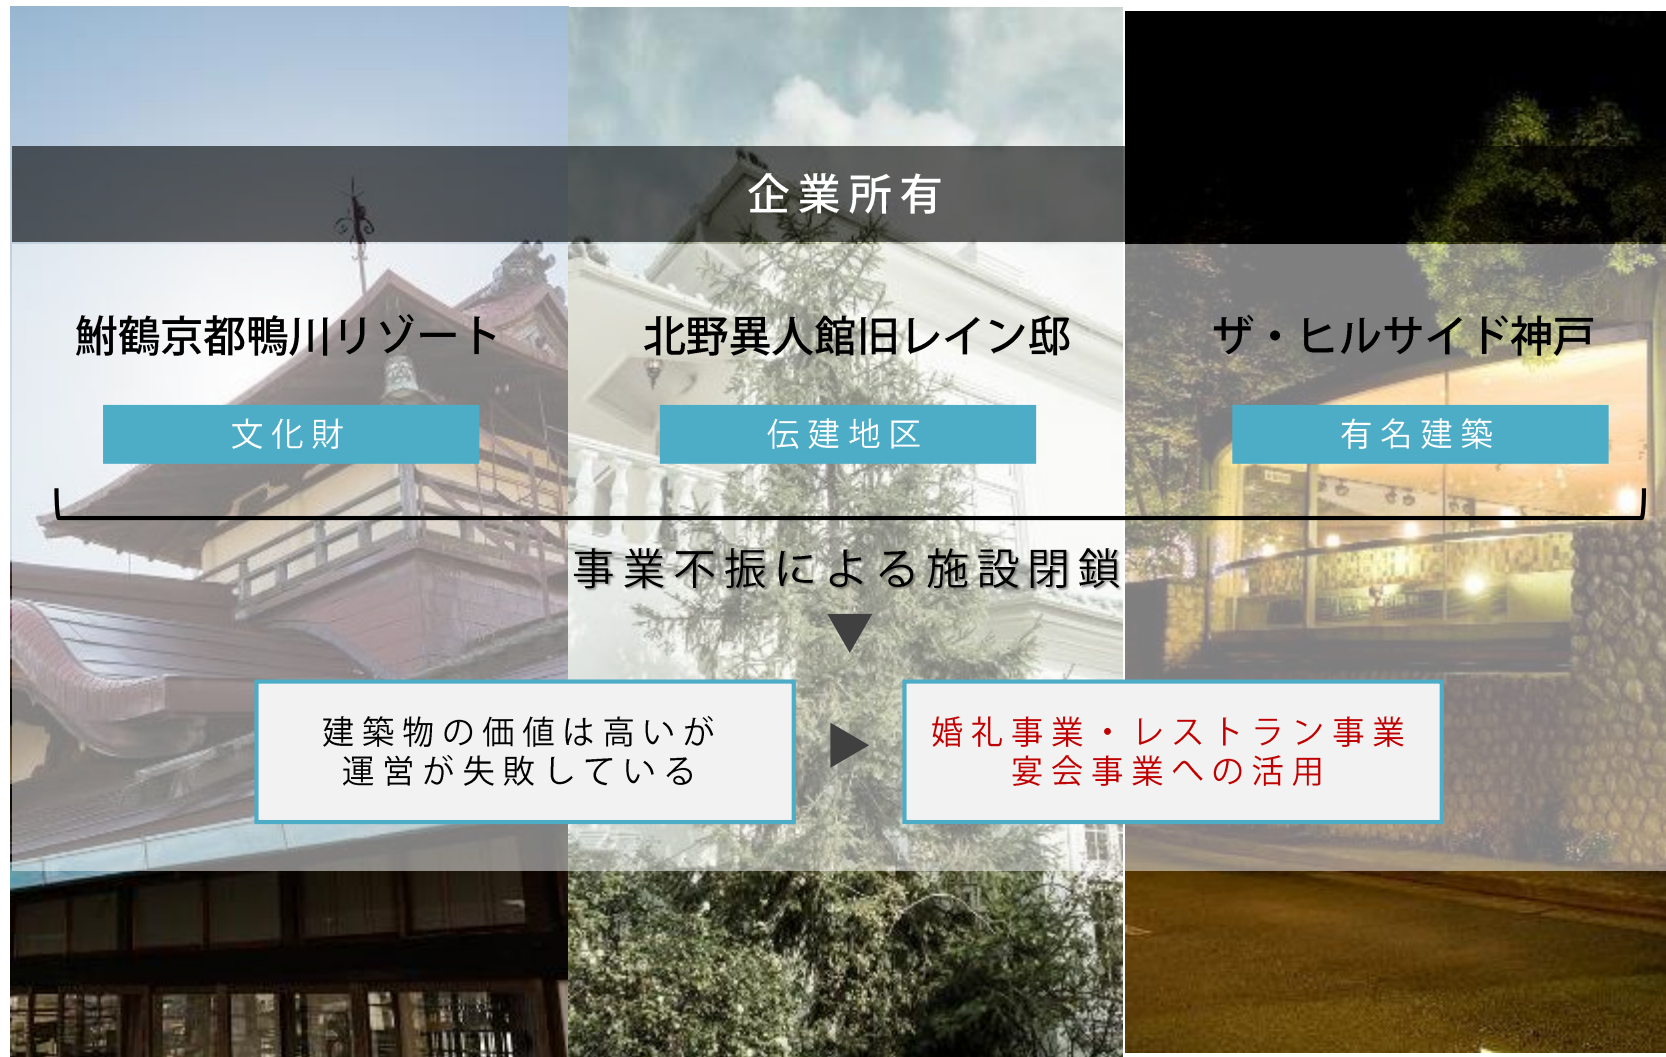 企業所有
鮒鶴京都鴨川リゾート
北野異人館旧レイン邸
ザ・ヒルサイド神戸
文化財
伝建地区
有名建築
事業不振による施設閉鎖
建築物の価値は高いが
運営が失敗している
婚礼事業・レストラン事業
宴会事業への活用